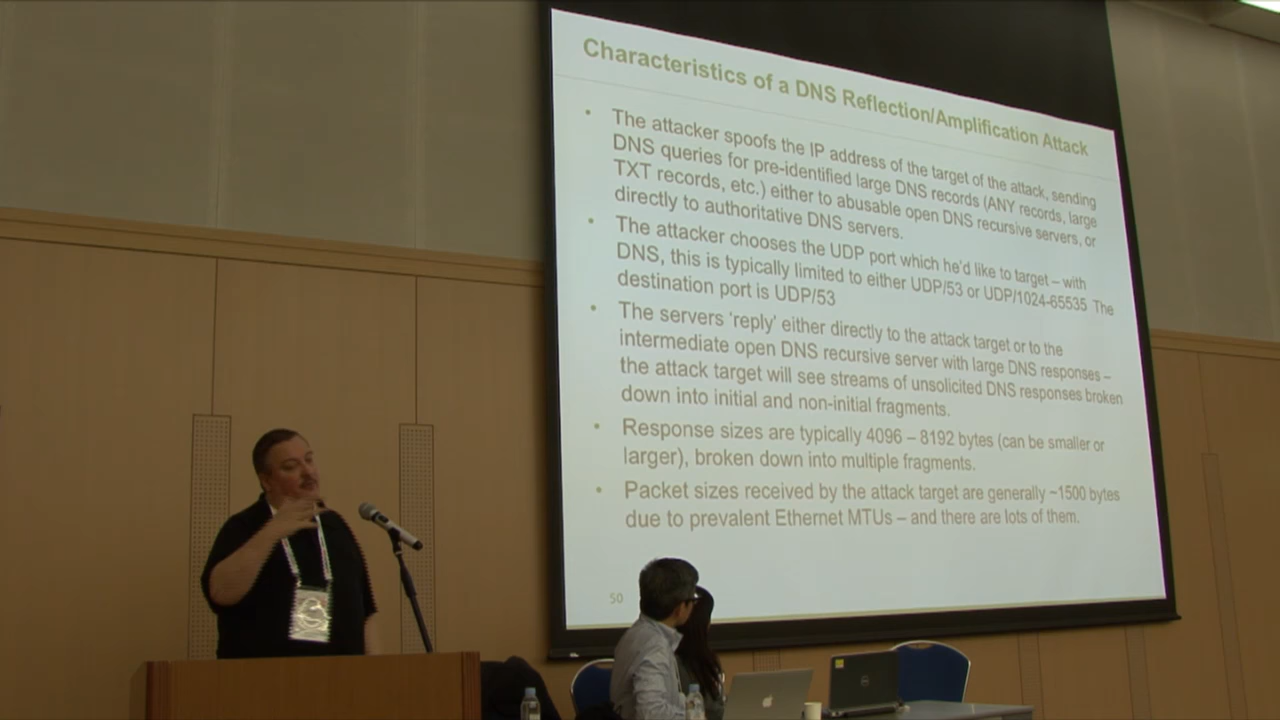 Characteristics of a DNS Reflection/Amplification Attack
• The attacker spoofs the IP address of the target of the attack, sending
DNS queries for pre-identified large DNS records (ANY records, large
TXT records, etc.) either to abusable open DNS recursive servers, or
directly to authoritative DNS servers.
• The attacker chooses the UDP port which he'd like to target – with
DNS, this is typically limited to either UDP/53 or UDP/1024-65535 The
destination port is UDP/53
• The servers 'reply' either directly to the attack target or to the
intermediate open DNS recursive server with large DNS responses –
the attack target will see streams of unsolicited DNS responses broken
down into initial and non-initial fragments.
• Response sizes are typically 4096 – 8192 bytes (can be smaller or
larger), broken down into multiple fragments.
• Packet sizes received by the attack target are generally ~1500 bytes
due to prevalent Ethernet MTUs – and there are lots of them.
50